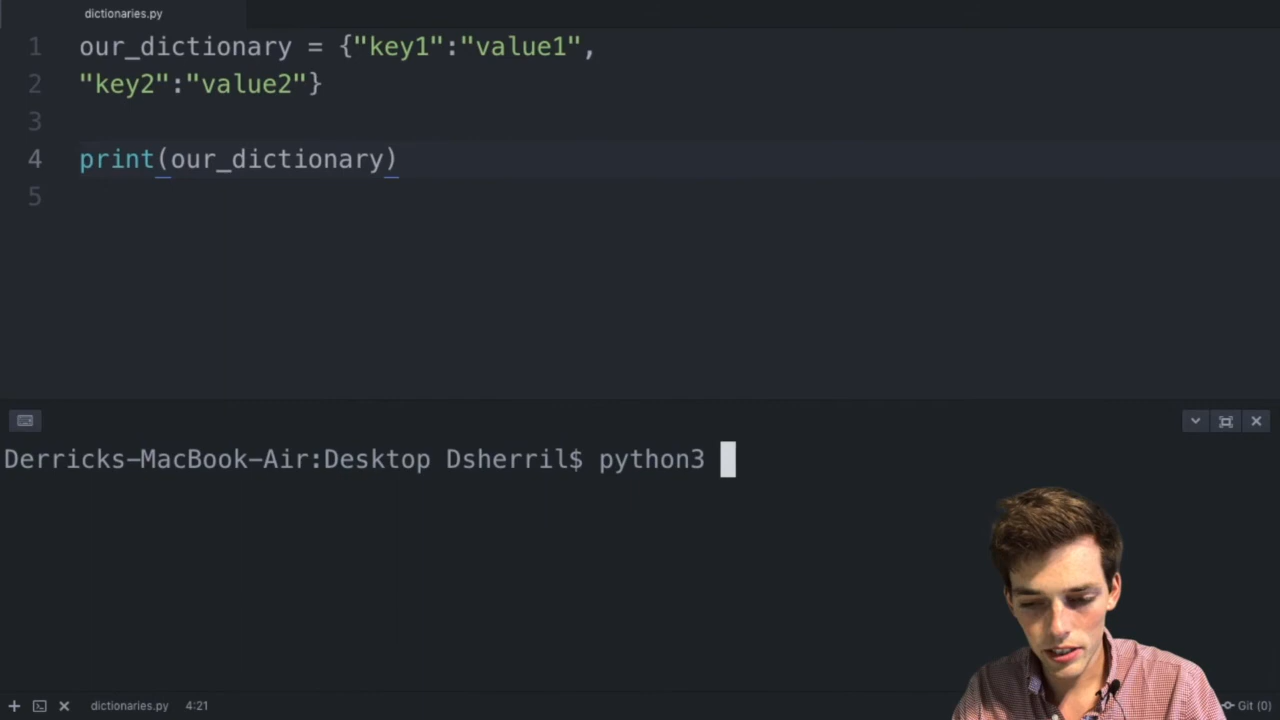 dictionaries.py
1 our_dictionary = {"key1":"value1",
2 "key2":"value2"}
3
4 print(our_dictionary)
5
Derricks-MacBook-Air:Desktop Dsherril$ python3
dictionaries.py 4:21 Git (0)